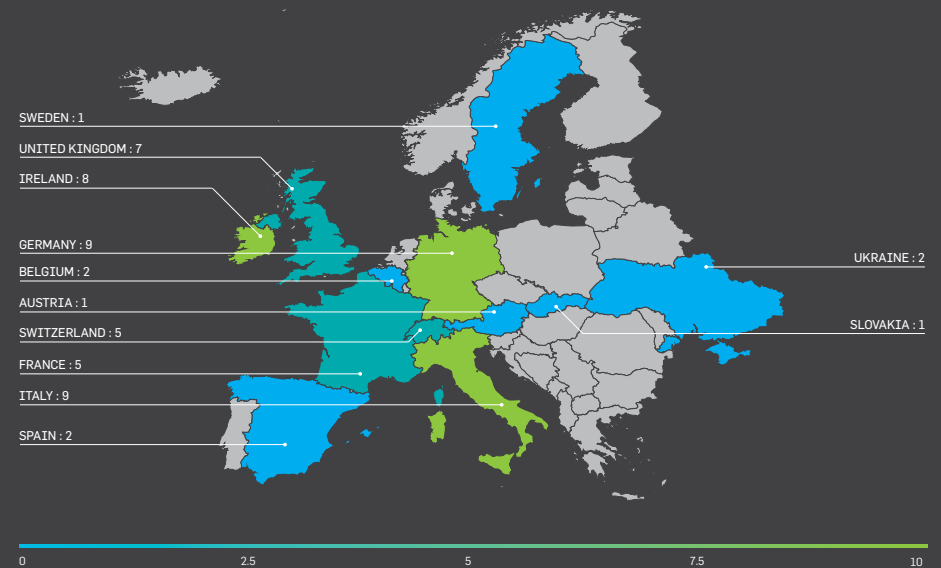 SWEDEN : 1
UNITED KINGDOM : 7
IRELAND : 8
GERMANY : 9
UKRAINE : 2
BELGIUM : 2
AUSTRIA : 1
SLOVAKIA : 1
SWITZERLAND : 5
FRANCE : 5
ITALY : 9
SPAIN : 2
0 2.5 5 7.5 10